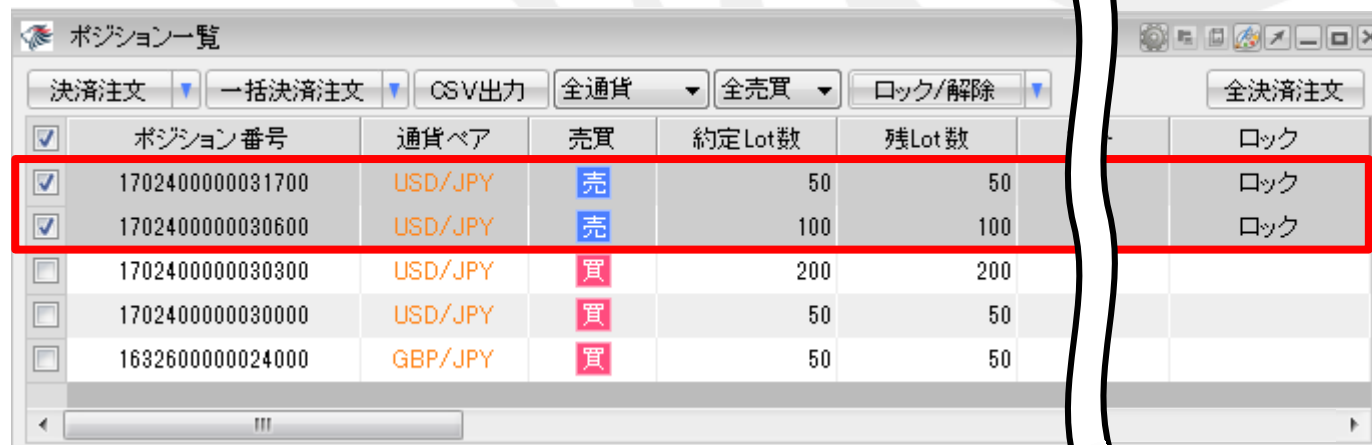 ポジション一覧
決済注文 一括決済注文 CSV出力 全通貨 全売買 ロック/解除 全決済注文
ポジション番号 通貨ペア 売買 約定Lot数 残Lot数 ロック
1702400000031700 USD/JPY 売 50 50 ロック
1702400000030600 USD/JPY 売 100 100 ロック
1702400000030300 USD/JPY 買 200 200
1702400000030000 USD/JPY 買 50 50
1632600000024000 GBP/JPY 買 50 50